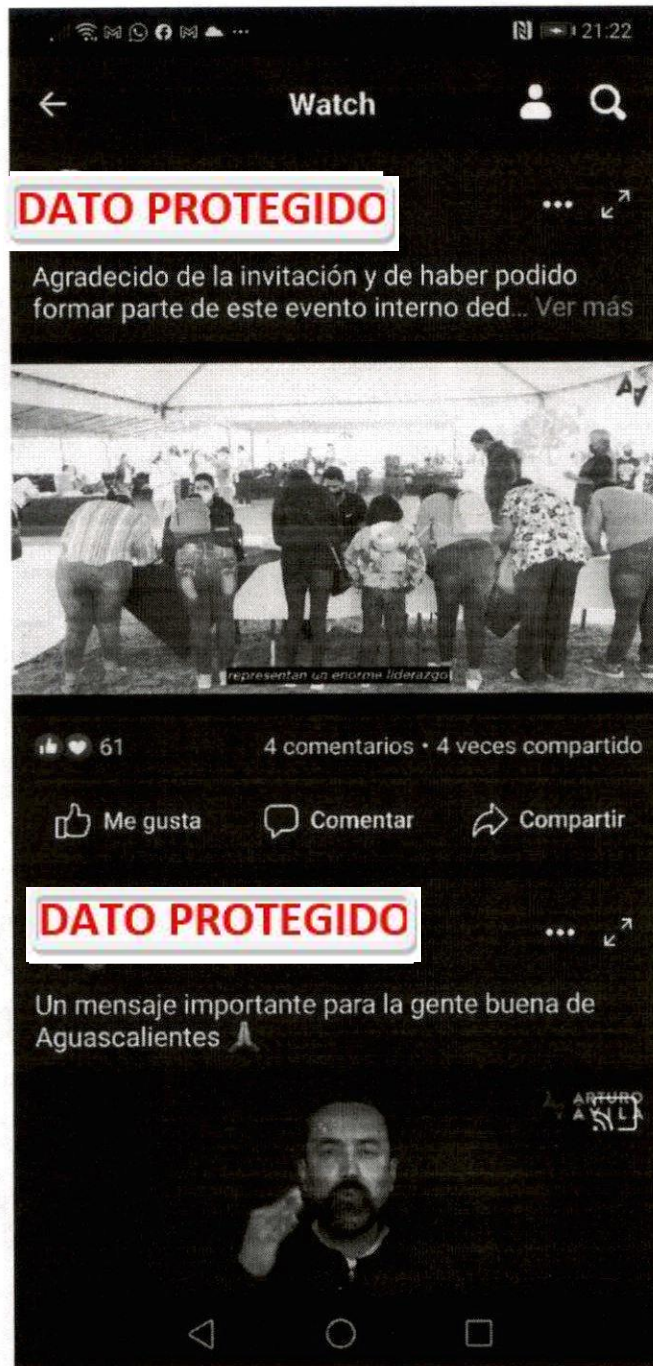 21:22
Watch
DATO PROTEGIDO
Agradecido de la invitación y de haber podido
formar parte de este evento interno ded... Ver más
representan un enorme liderazgo
61
4 comentarios • 4 veces compartido
Me gusta
Comentar
Compartir
DATO PROTEGIDO
Un mensaje importante para la gente buena de
Aguascalientes
ARTURO
ÁVILA